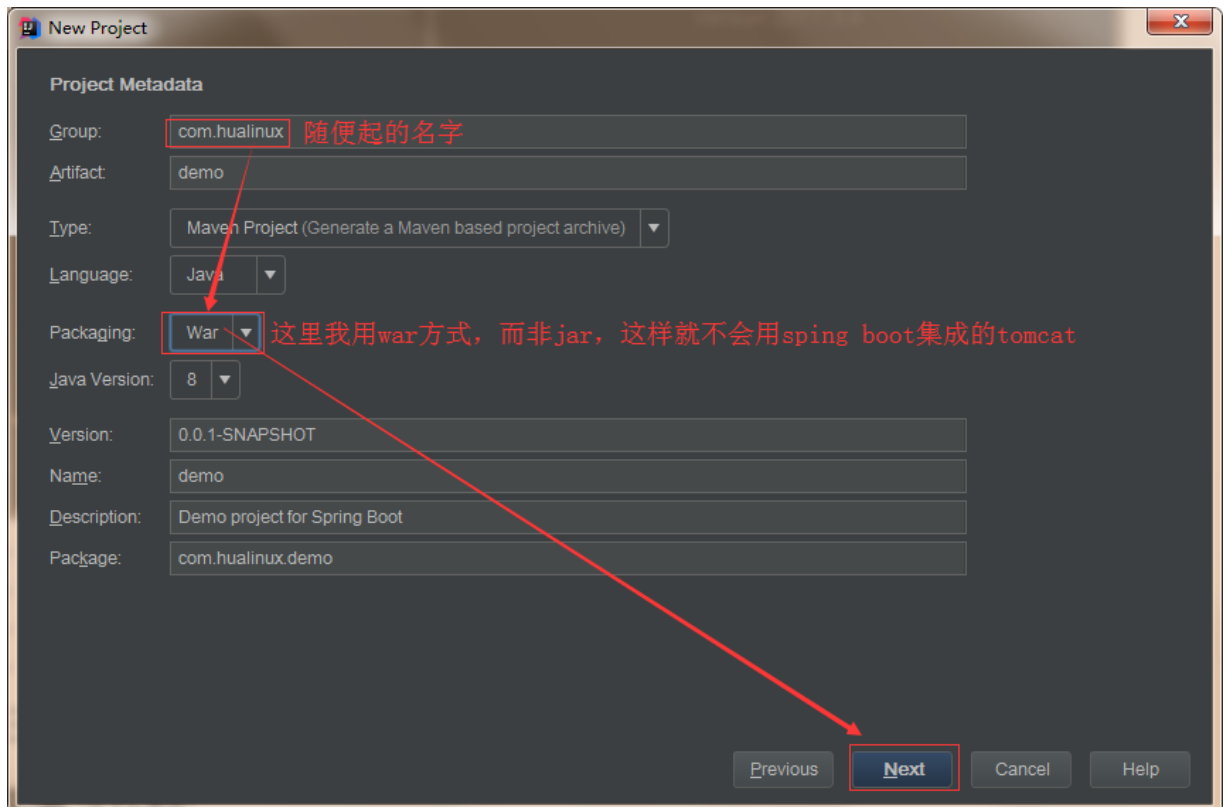 New Project
Project Metadata
Group: com.hualinux 随便起的名字
Artifact: demo
Type: Maven Project (Generate a Maven based project archive)
Language: Java
Packaging: War 这里我用war方式，而非jar，这样就不会用sping boot集成的tomcat
Java Version: 8
Version: 0.0.1-SNAPSHOT
Name: demo
Description: Demo project for Spring Boot
Package: com.hualinux.demo
Previous Next Cancel Help